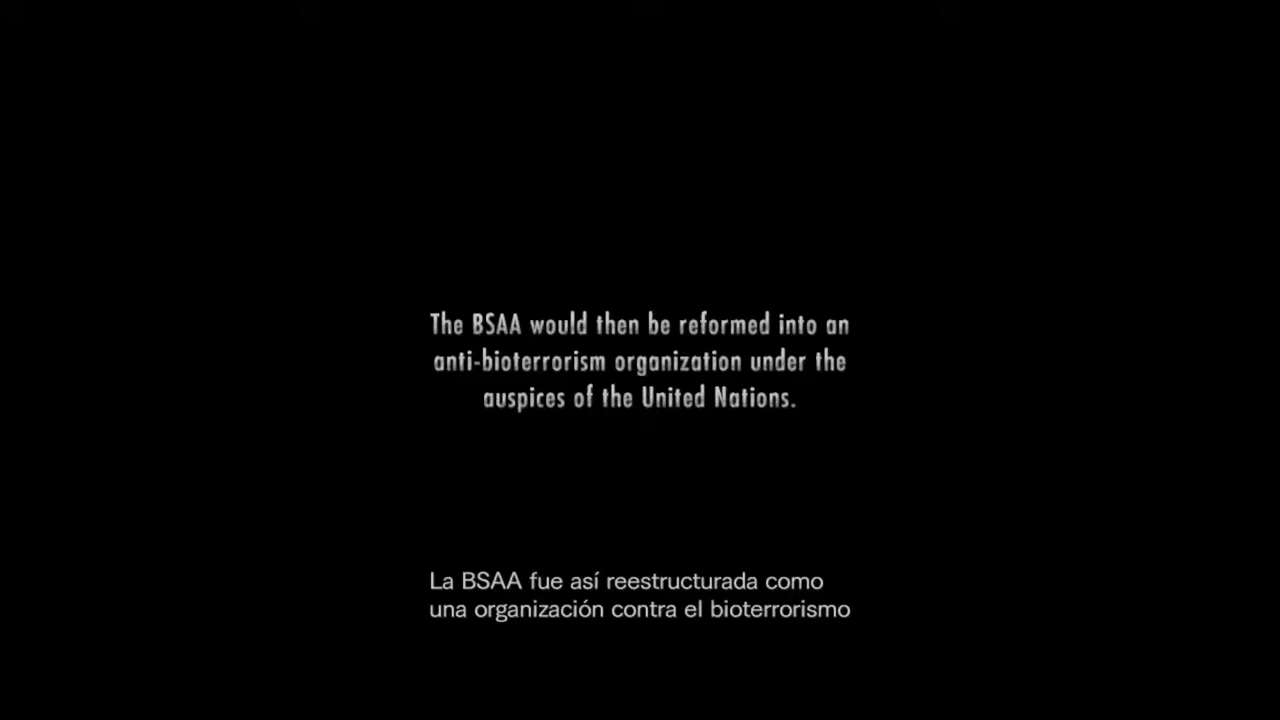 The BSAA would then be reformed into an
anti-bioterrorism organization under the
auspices of the United Nations.
La BSAA fue así reestructurada como
una organización contra el bioterrorismo